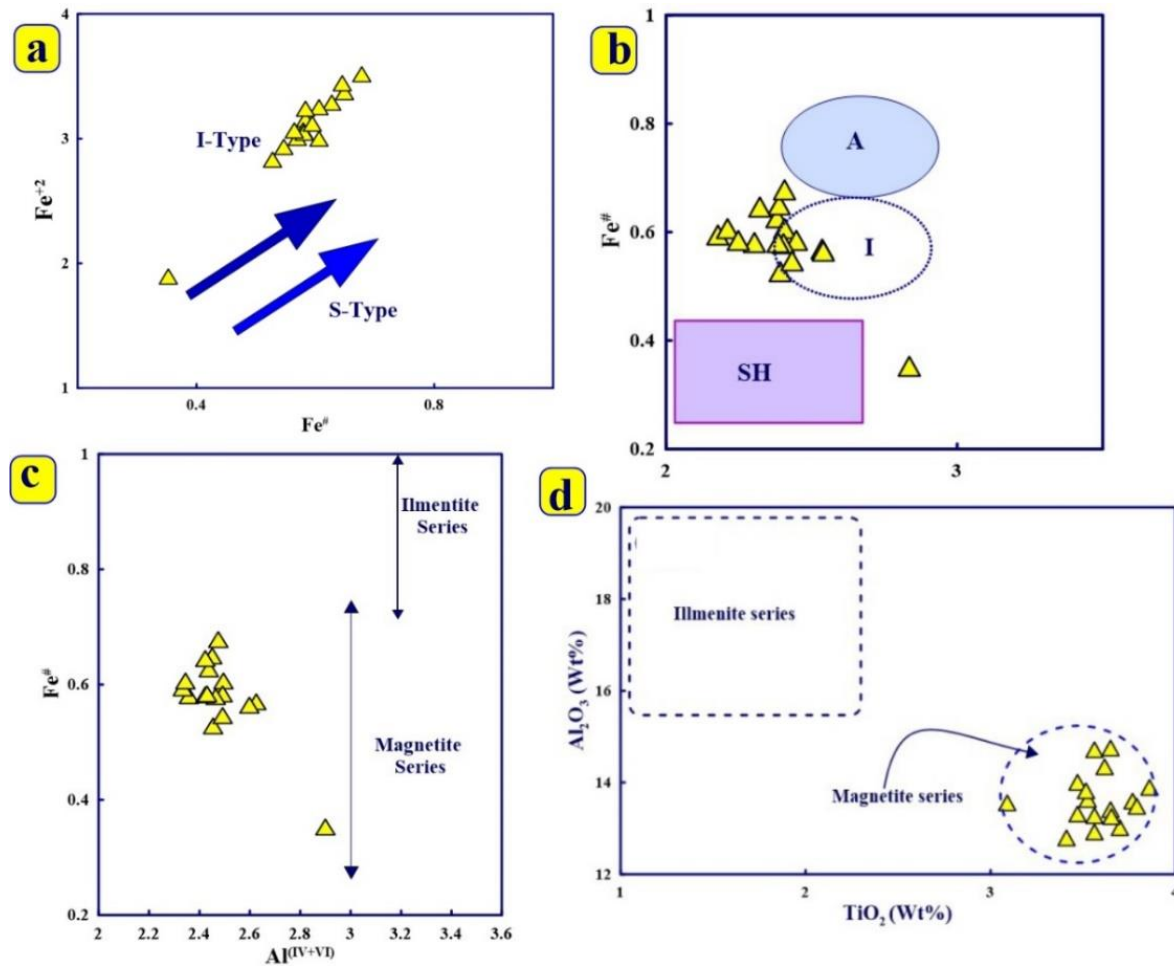 a
4
3
2
1
Fe+2
I-Type
S-Type
0.4
0.8
Fe#
b
1
0.8
0.6
0.4
0.2
Fe#
A
I
SH
2
3
c
1
0.8
0.6
0.4
0.2
Fe#
Ilmentite
Series
Magnetite
Series
2
2.2
2.4
2.6
2.8
3
3.2
3.4
3.6
Al(IV+VI)
d
20
18
16
14
12
Al2O3 (Wt%)
Illmenite series
Magnetite series
1
2
3
4
TiO2 (Wt%)